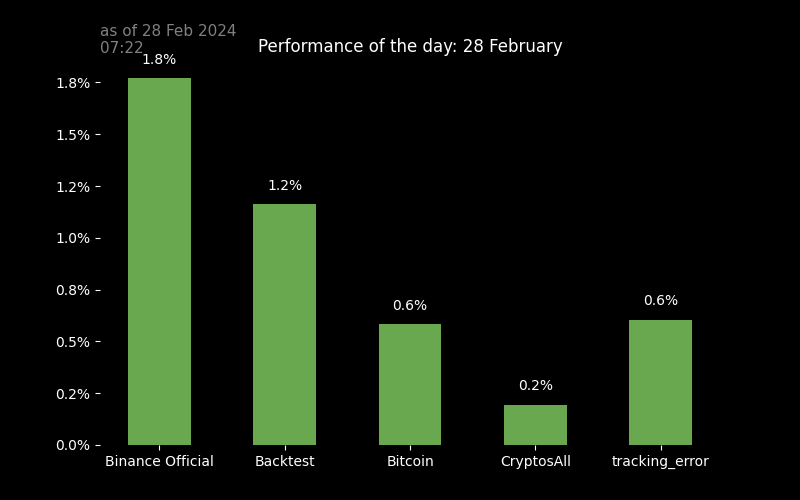 as of 28 Feb 2024
07:22
Performance of the day: 28 February
1.8%
1.2%
0.6%
0.2%
0.6%
1.8%
1.5%
1.2%
1.0%
0.8%
0.5%
0.2%
0.0%
Binance Official
Backtest
Bitcoin
CryptosAll
tracking_error